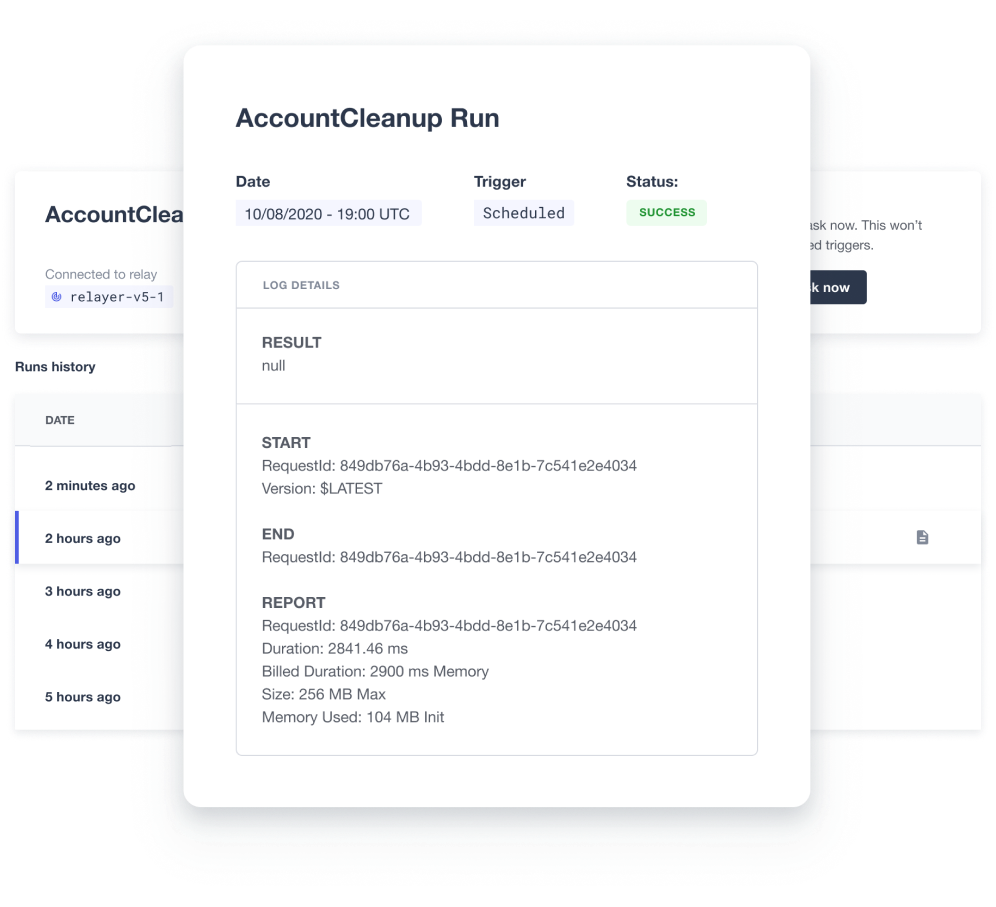 AccountCleanup Run
Date
Trigger
Status:
10/08/2020 - 19:00 UTC
Scheduled
SUCCESS
LOG DETAILS
RESULT
null
START
RequestId: 849db76a-4b93-4bdd-8e1b-7c541e2e4034
Version: $LATEST
END
RequestId: 849db76a-4b93-4bdd-8e1b-7c541e2e4034
REPORT
RequestId: 849db76a-4b93-4bdd-8e1b-7c541e2e4034
Duration: 2841.46 ms
Billed Duration: 2900 ms Memory
Size: 256 MB Max
Memory Used: 104 MB Init
AccountClea
Connected to relay
relayer-v5-1
ask now. This won't
ed triggers.
sk now
Runs history
DATE
2 minutes ago
2 hours ago
3 hours ago
4 hours ago
5 hours ago